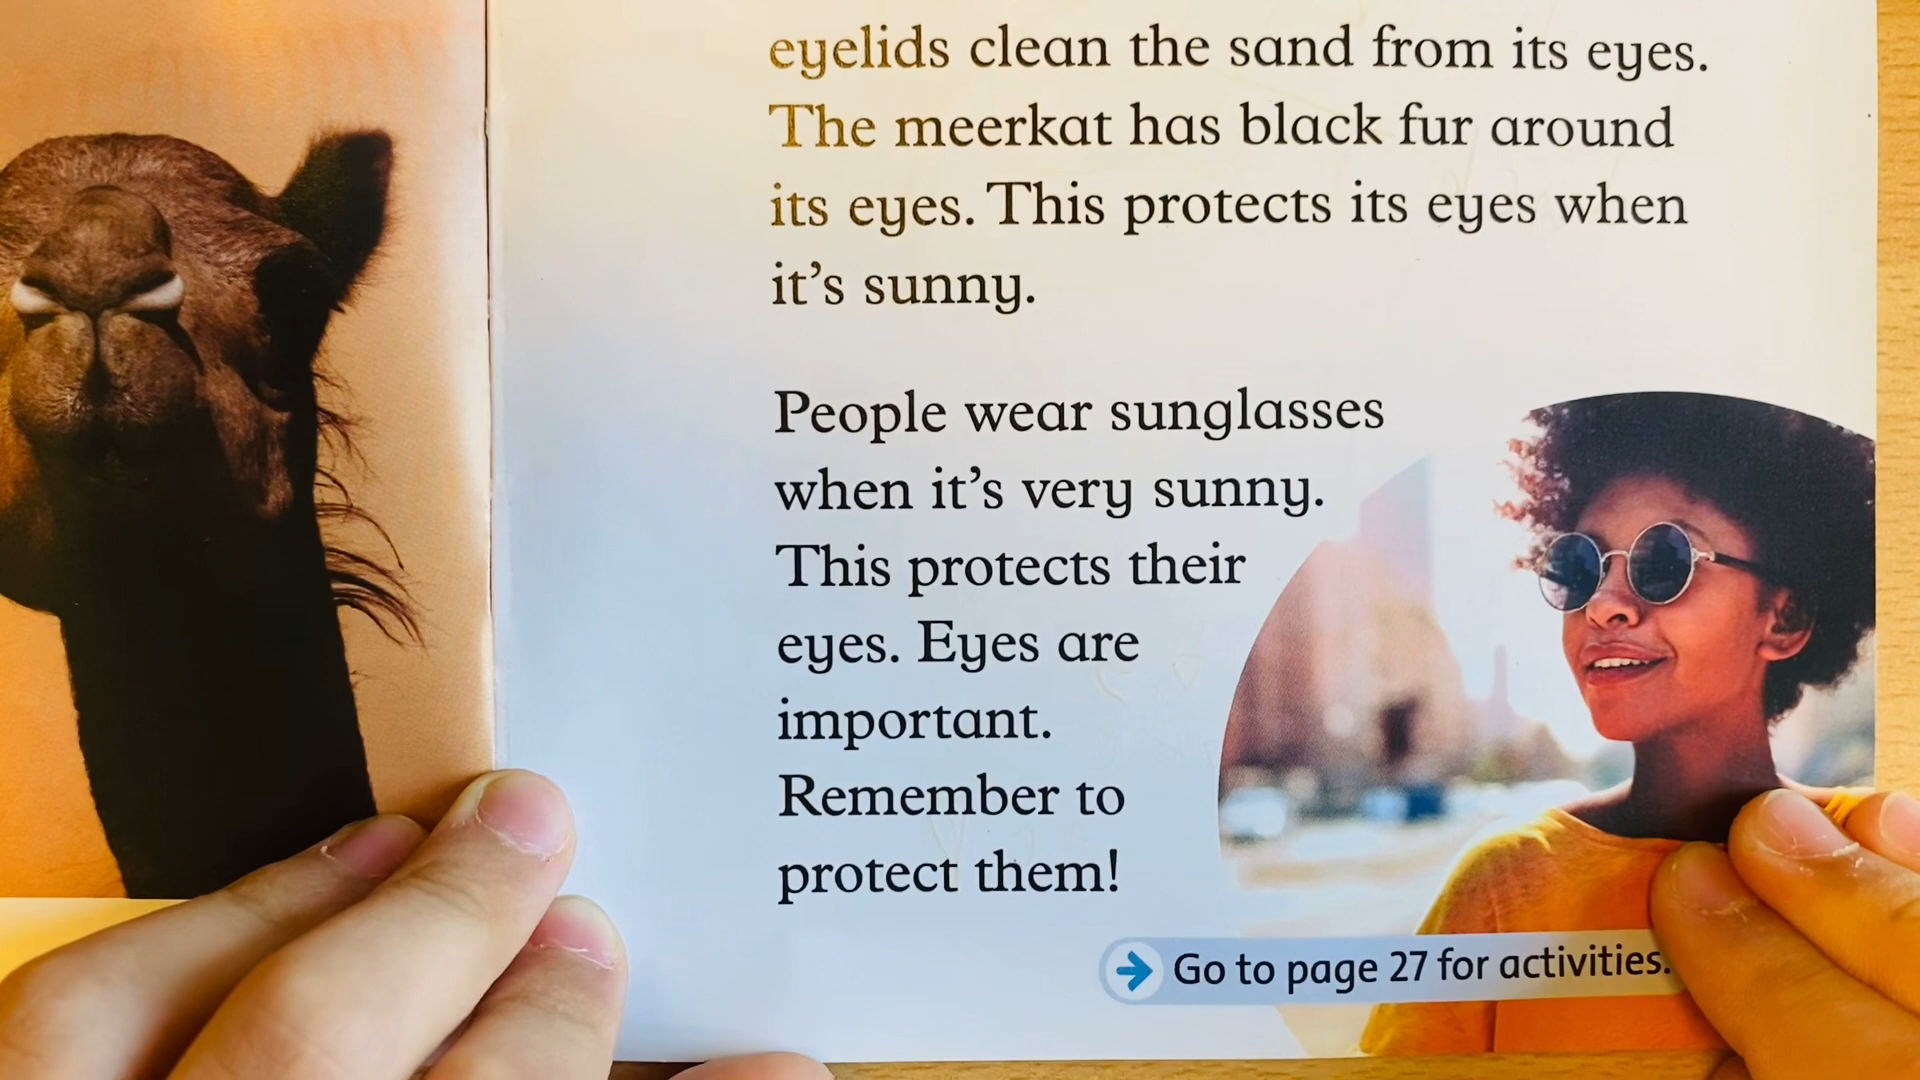 eyelids clean the sand from its eyes.
The meerkat has black fur around
its eyes. This protects its eyes when
it’s sunny.
People wear sunglasses
when it’s very sunny.
This protects their
eyes. Eyes are
important.
Remember to
protect them!
Go to page 27 for activities.